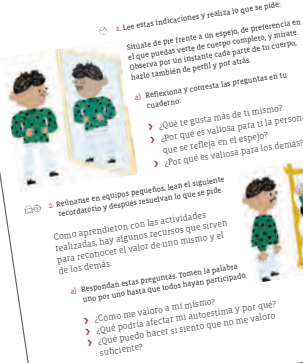 1. Lee estas indicaciones y realiza lo que se pide:
Sitúate de pie frente a un espejo, de preferencia en
el que puedas verte de cuerpo completo, y mírate.
Observa por un instante cada parte de tu cuerpo,
hazlo también de perfil y por atrás.
a) Reflexiona y contesta las preguntas en tu
cuaderno:
❯ ¿Qué te gusta más de ti mismo?
❯ ¿Por qué es valiosa para ti la persona
que se refleja en el espejo?
❯ ¿Por qué es valiosa para los demás?
2. Reúnanse en equipos pequeños, lean el siguiente
recordatorio y después resuelvan lo que se pide.
Como aprendieron con las actividades
realizadas, hay algunos recursos que sirven
para reconocer el valor de uno mismo y el
de los demás.
a) Respondan estas preguntas. Tomen la palabra
uno por uno hasta que todos hayan participado.
❯ ¿Cómo me valoro a mí mismo?
❯ ¿Qué podría afectar mi autoestima y por qué?
❯ ¿Qué puedo hacer si siento que no me valoro
suficiente?